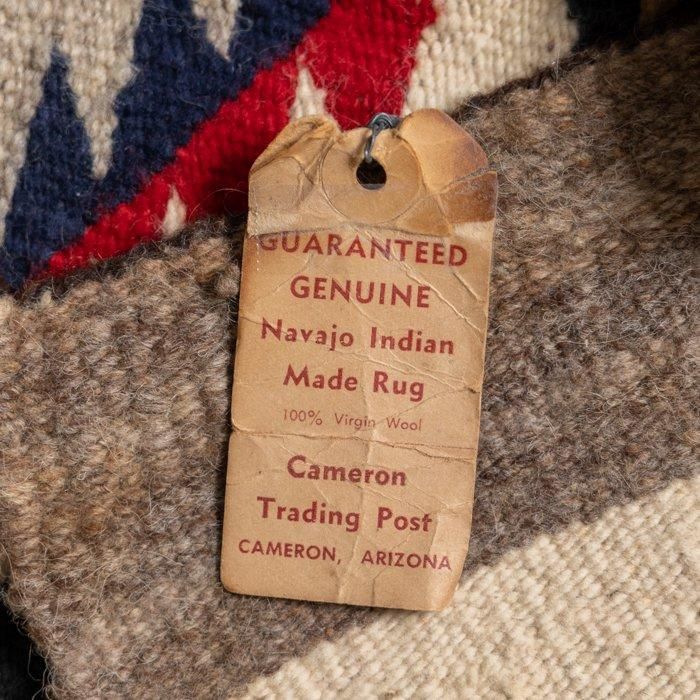 GUARANTEED
GENUINE
Navajo Indian
Made Rug
100% Virgin Wool
Cameron
Trading Post
CAMERON, ARIZONA